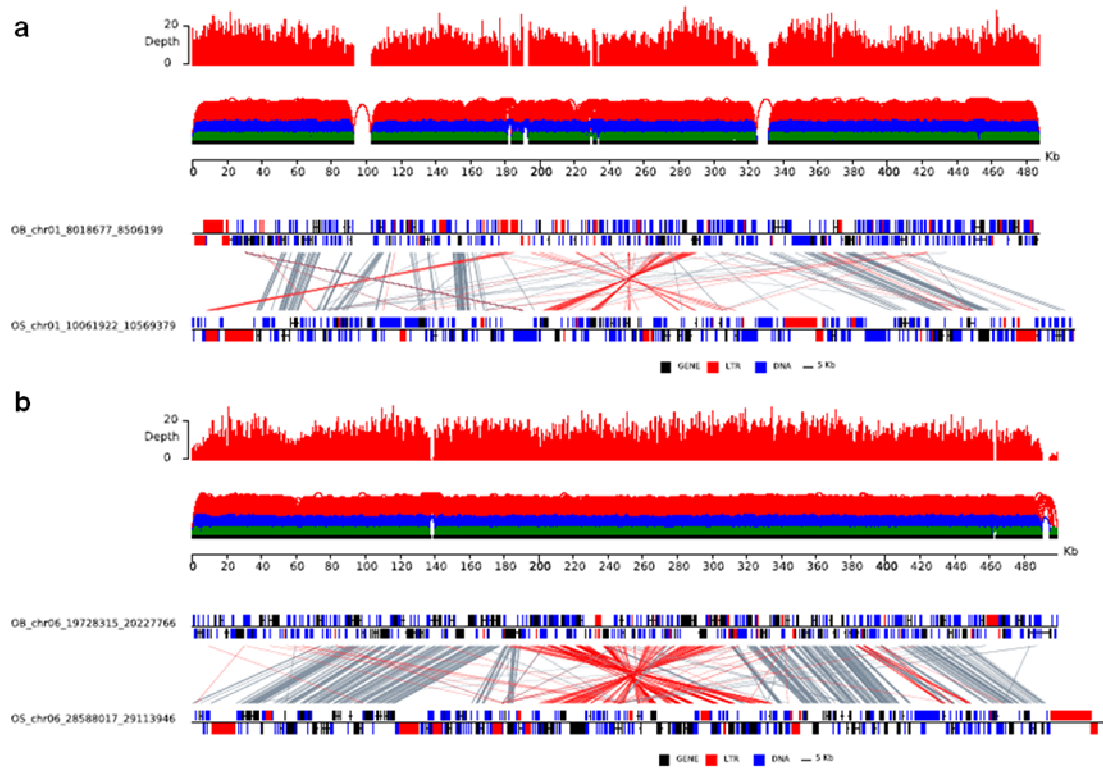 a
20
Depth
0
Kb
0 20 40 60 80 100 120 140 160 180 200 220 240 260 280 300 320 340 360 380 400 420 440 460 480
OB_chr01_8018677_8506199
OS_chr01_10061922_10569379
GENE LTR DNA 5 Kb
b
20
Depth
0
Kb
0 20 40 60 80 100 120 140 160 180 200 220 240 260 280 300 320 340 360 380 400 420 440 460 480
OB_chr06_19728315_20227766
OS_chr06_28588017_29113946
GENE LTR DNA 5 Kb